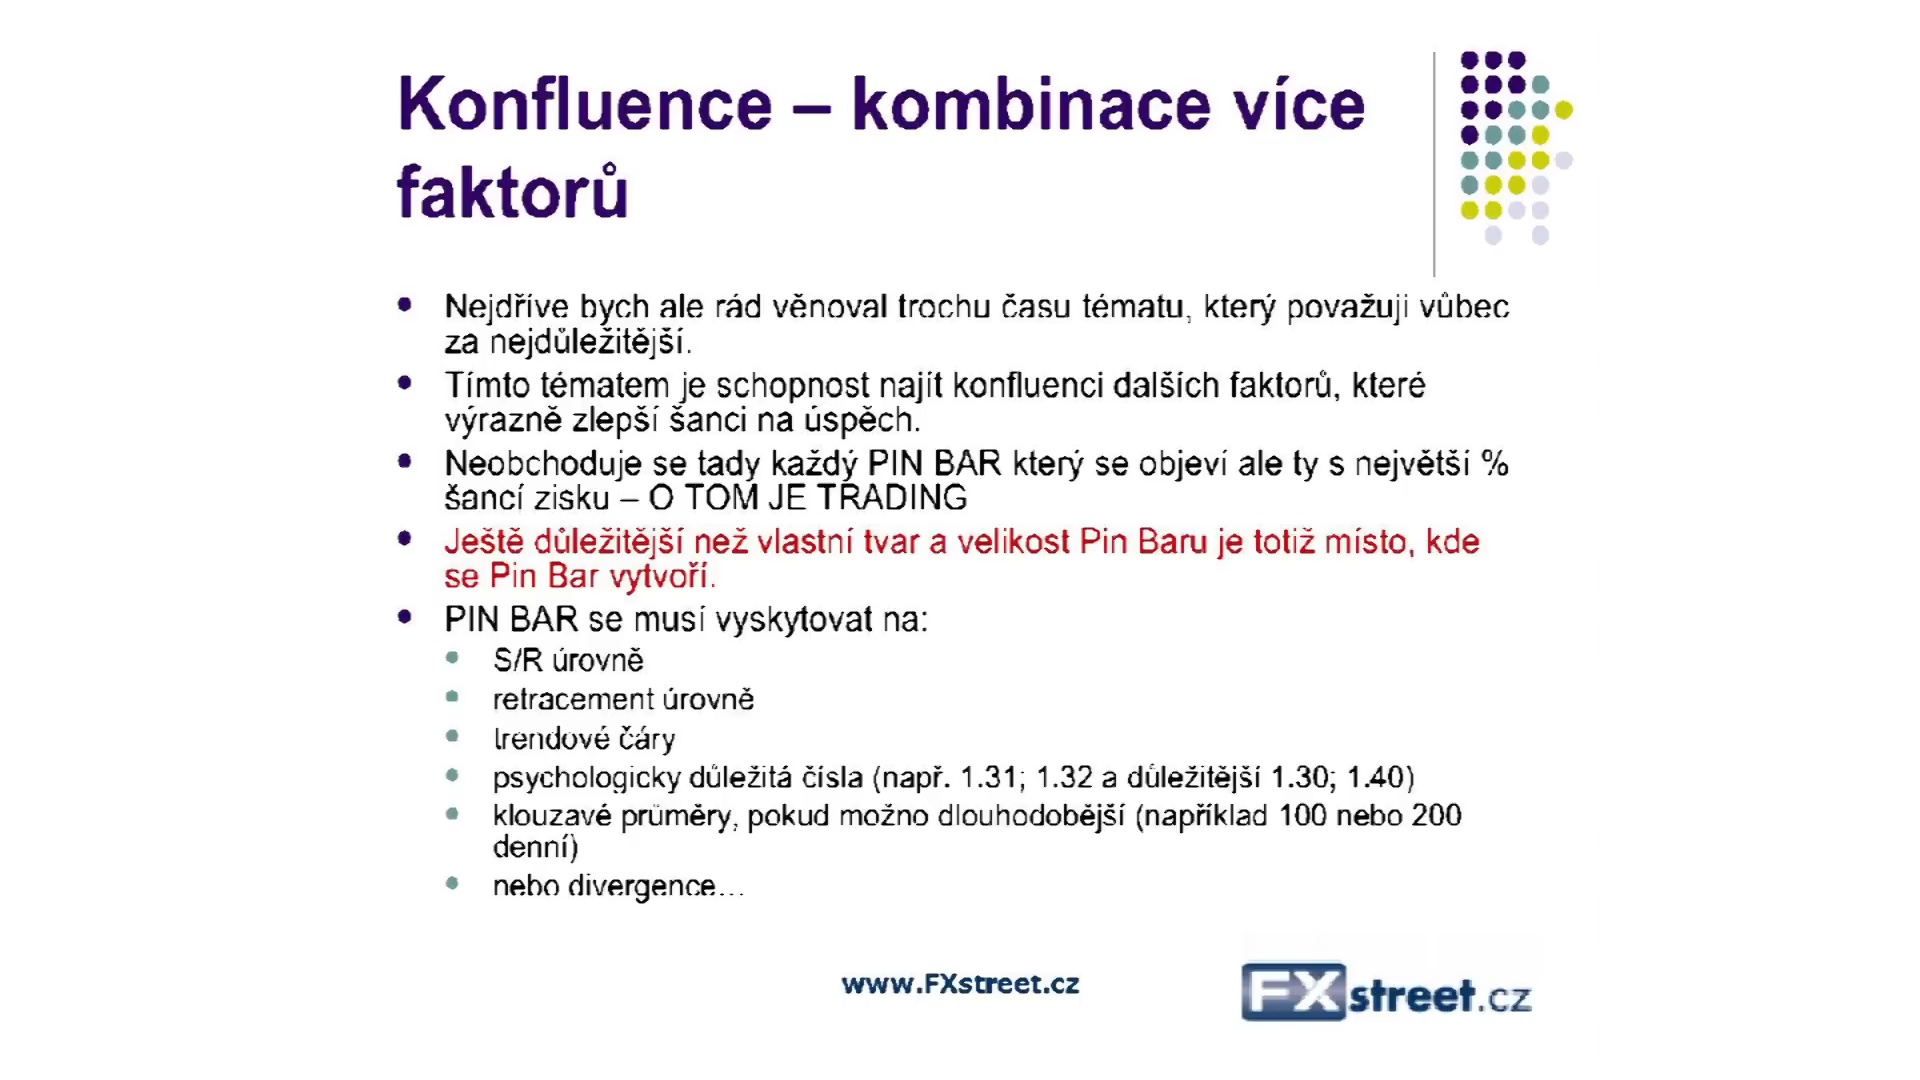 Konfluence – kombinace více
faktorů
Nejdříve bych ale rád věnoval trochu času tématu, který považuji vůbec
za nejdůležitější.
Tímto tématem je schopnost najít konfluenci dalších faktorů, které
výrazně zlepší šanci na úspěch.
Neobchoduje se tady každý PIN BAR který se objeví ale ty s největší %
šancí zisku – O TOM JE TRADING
Ještě důležitější než vlastní tvar a velikost Pin Baru je totiž místo, kde
se Pin Bar vytvoří.
PIN BAR se musí vyskytovat na:
S/R úrovně
retracement úrovně
trendové čáry
psychologicky důležitá čísla (např. 1.31; 1.32 a důležitější 1.30; 1.40)
klouzavé průměry, pokud možno dlouhodobější (například 100 nebo 200
denní)
nebo divergence...
www.FXstreet.cz
FXstreet.cz